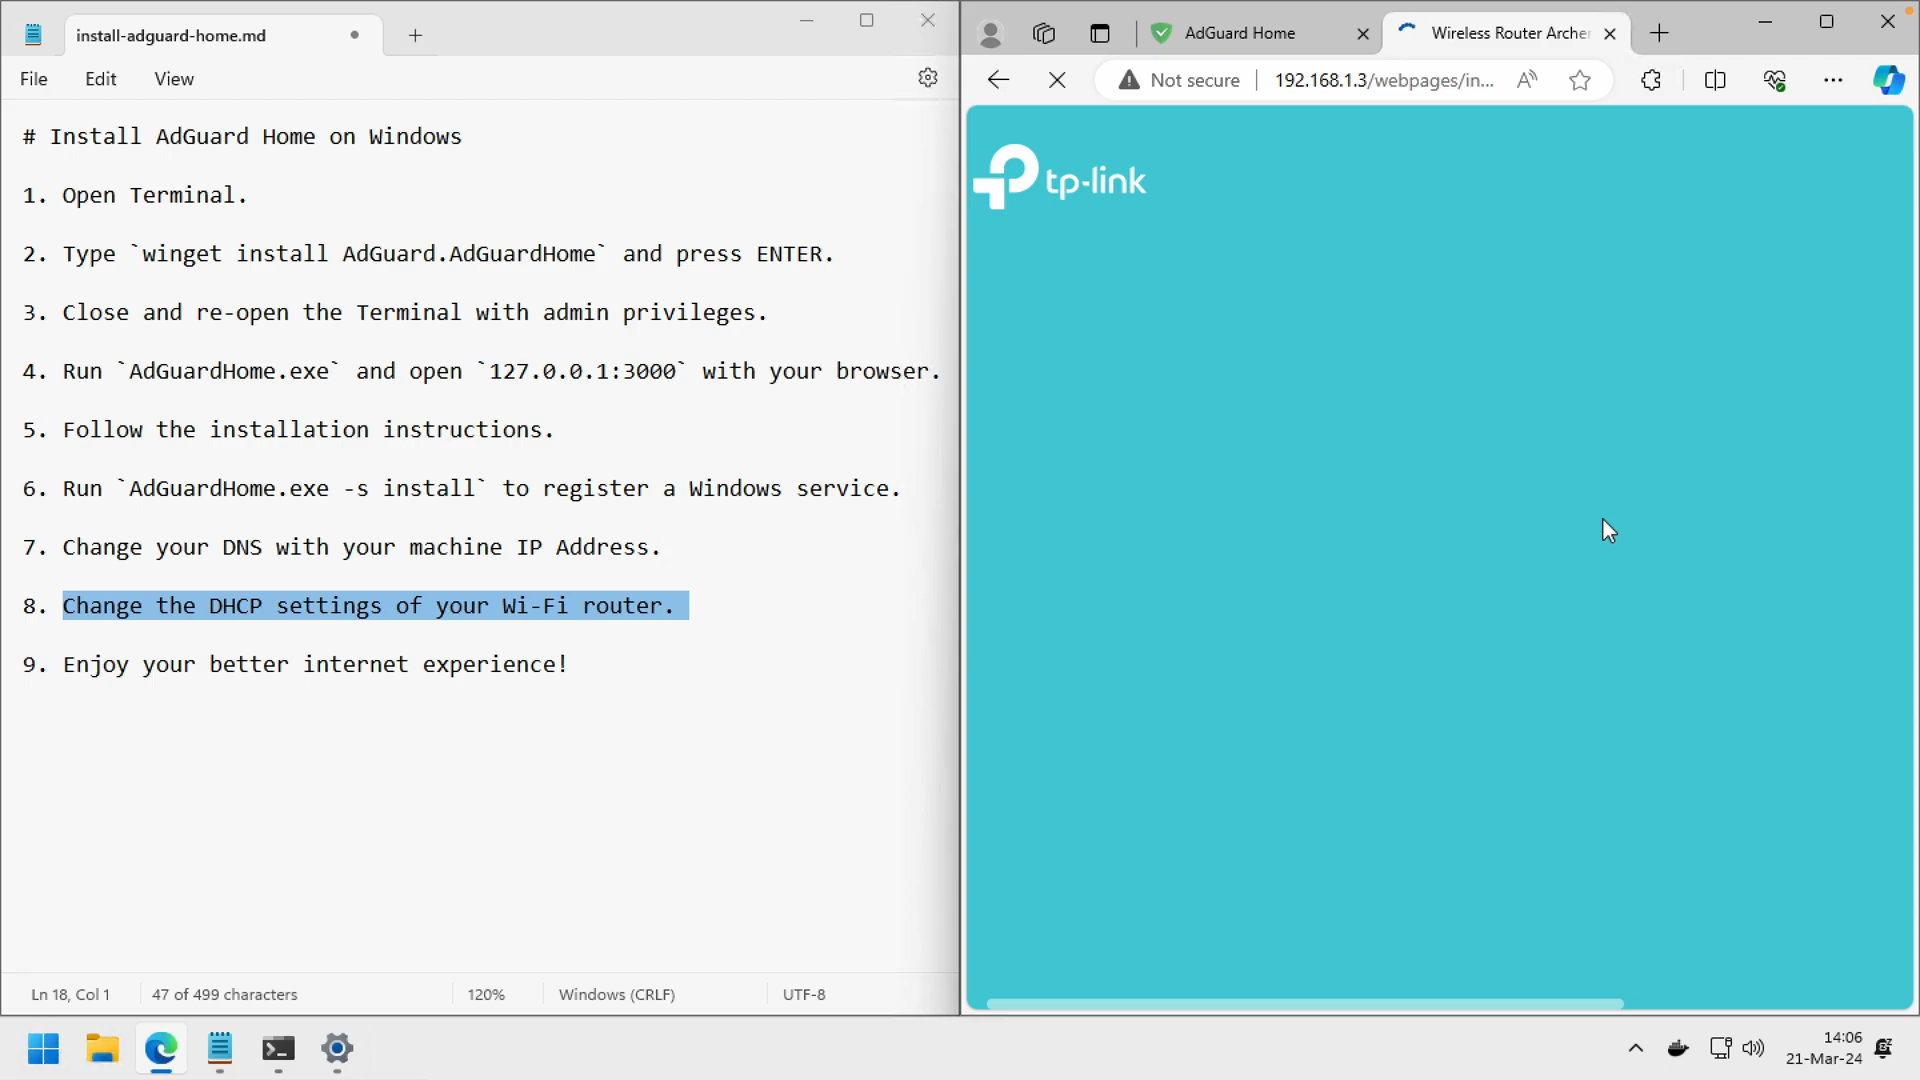 install-adguard-home.md
File Edit View
# Install AdGuard Home on Windows
1. Open Terminal.
2. Type `winget install AdGuard.AdGuardHome` and press ENTER.
3. Close and re-open the Terminal with admin privileges.
4. Run `AdGuardHome.exe` and open `127.0.0.1:3000` with your browser.
5. Follow the installation instructions.
6. Run `AdGuardHome.exe -s install` to register a Windows service.
7. Change your DNS with your machine IP Address.
8. Change the DHCP settings of your Wi-Fi router.
9. Enjoy your better internet experience!
Ln 18, Col 1 47 of 499 characters 120% Windows (CRLF) UTF-8
AdGuard Home Wireless Router Archer
Not secure 192.168.1.3/webpages/in...
tp-link
14:06
21-Mar-24